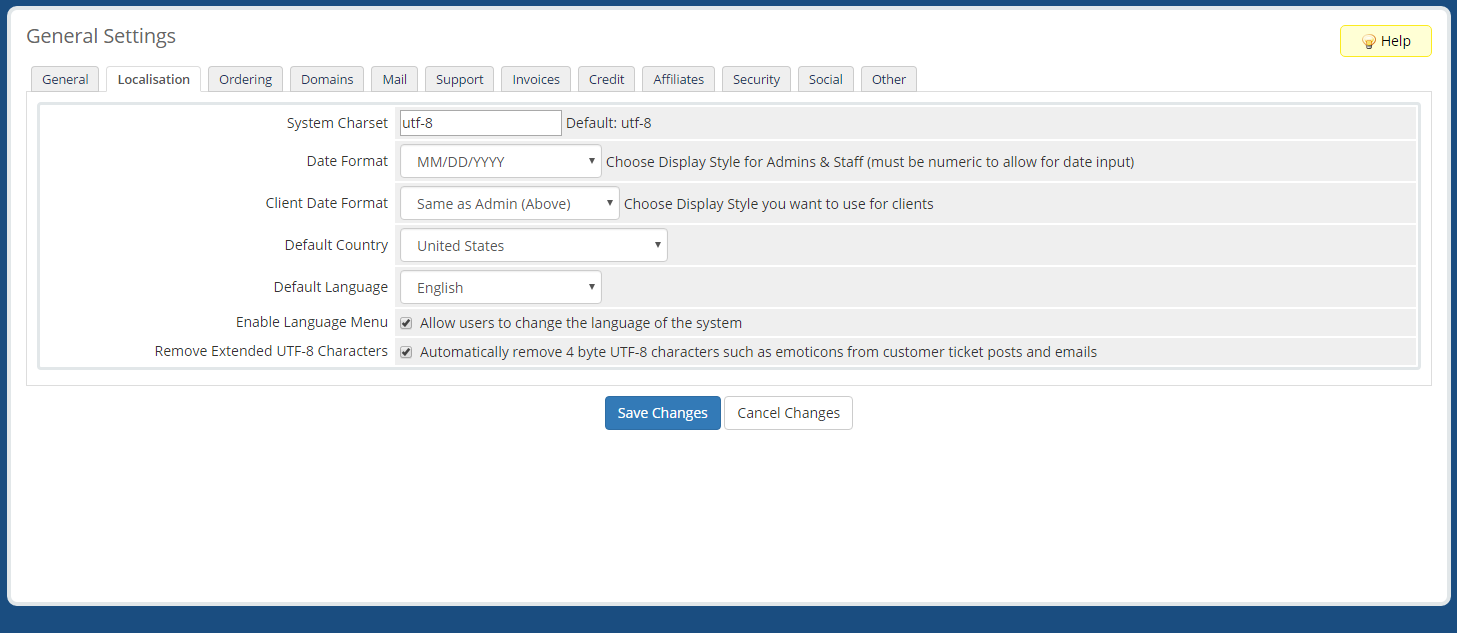 General Settings
Help
General Localisation Ordering Domains Mail Support Invoices Credit Affiliates Security Social Other
System Charset utf-8 Default: utf-8
Date Format MM/DD/YYYY Choose Display Style for Admins & Staff (must be numeric to allow for date input)
Client Date Format Same as Admin (Above) Choose Display Style you want to use for clients
Default Country United States
Default Language English
Enable Language Menu Allow users to change the language of the system
Remove Extended UTF-8 Characters Automatically remove 4 byte UTF-8 characters such as emoticons from customer ticket posts and emails
Save Changes Cancel Changes